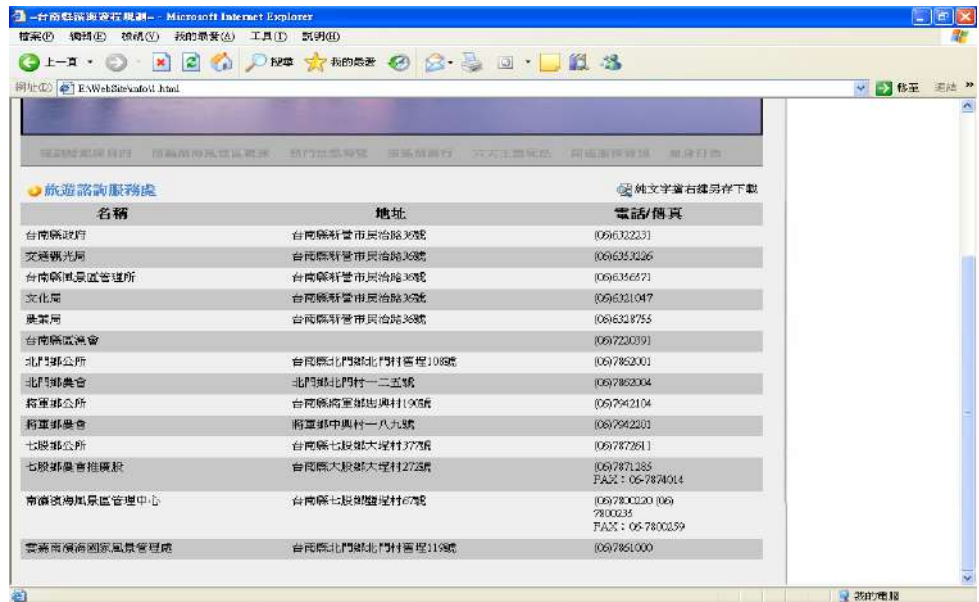 -台南縣濱海遊程規劃- - Microsoft Internet Explorer
檔案(F) 編輯(E) 檢視(V) 我的最愛(A) 工具(T) 說明(H)
上一頁 搜尋 我的最愛
網址(D) E:\WebSite\info\1.html 移至 連結 »
旅遊諮詢服務處 純文字檔右鍵另存下載
名稱 地址 電話/傳真
台南縣政府 台南縣新營市民治路36號 (06)6322231
交通觀光局 台南縣新營市民治路36號 (06)6353226
台南縣風景區管理所 台南縣新營市民治路36號 (06)6356571
文化局 台南縣新營市民治路36號 (06)6321047
農業局 台南縣新營市民治路36號 (06)6328755
台南縣區漁會 (06)7220391
北門鄉公所 台南縣北門鄉北門村舊埕108號 (06)7862001
北門鄉農會 北門鄉北門村一二五號 (06)7862004
將軍鄉公所 台南縣將軍鄉忠興村190號 (06)7942104
將軍鄉農會 將軍鄉中興村一八九號 (06)7942201
七股鄉公所 台南縣七股鄉大埕村377號 (06)7872611
七股鄉農會推廣股 台南縣大股鄉大埕村272號 (06)7871285
FAX：06-7874014
南瀛濱海風景區管理中心 台南縣七股鄉鹽埕村67號 (06)7800220 (06)
7800235
FAX：06-7800259
雲嘉南濱海國家風景管理處 台南縣北門鄉北門村舊埕119號 (06)7861000
我的電腦